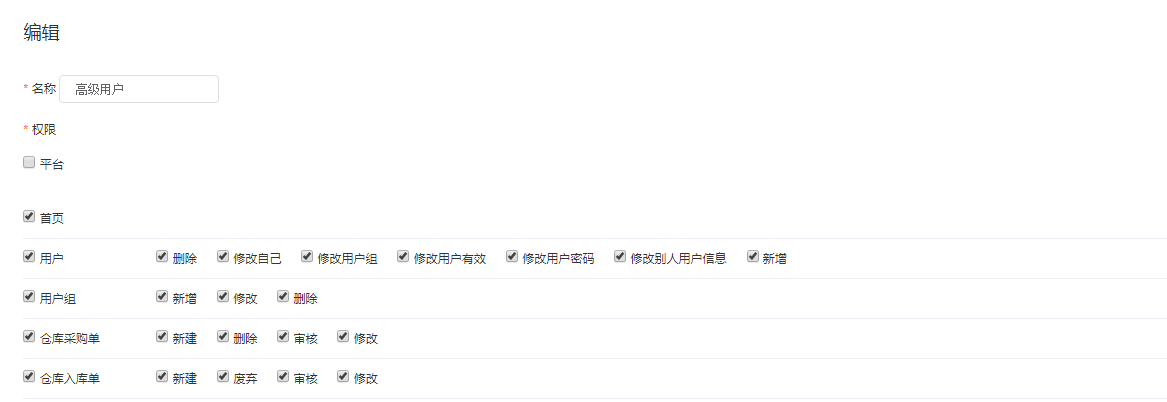 编辑
* 名称 高级用户
* 权限
平台
首页
用户 删除 修改自己 修改用户组 修改用户有效 修改用户密码 修改别人用户信息 新增
用户组 新增 修改 删除
仓库采购单 新建 删除 审核 修改
仓库入库单 新建 废弃 审核 修改